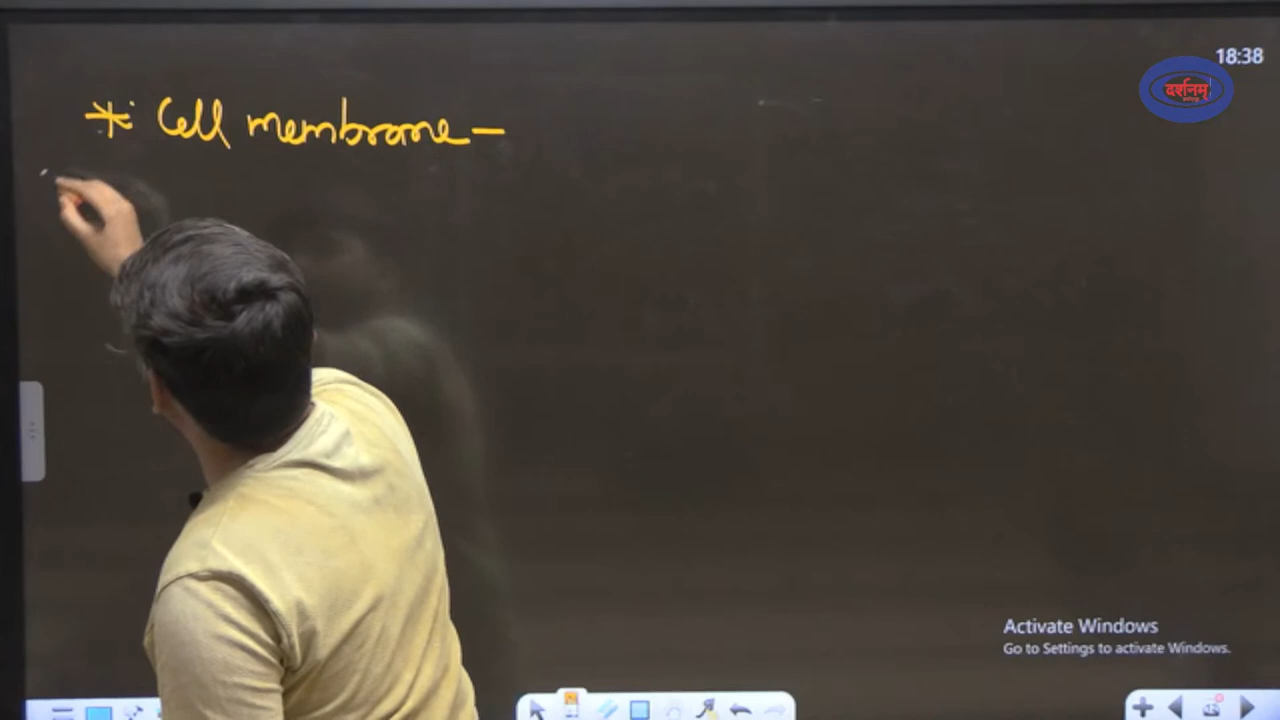 18:38
दर्शनम्
* Cell membrane -
Activate Windows
Go to Settings to activate Windows.